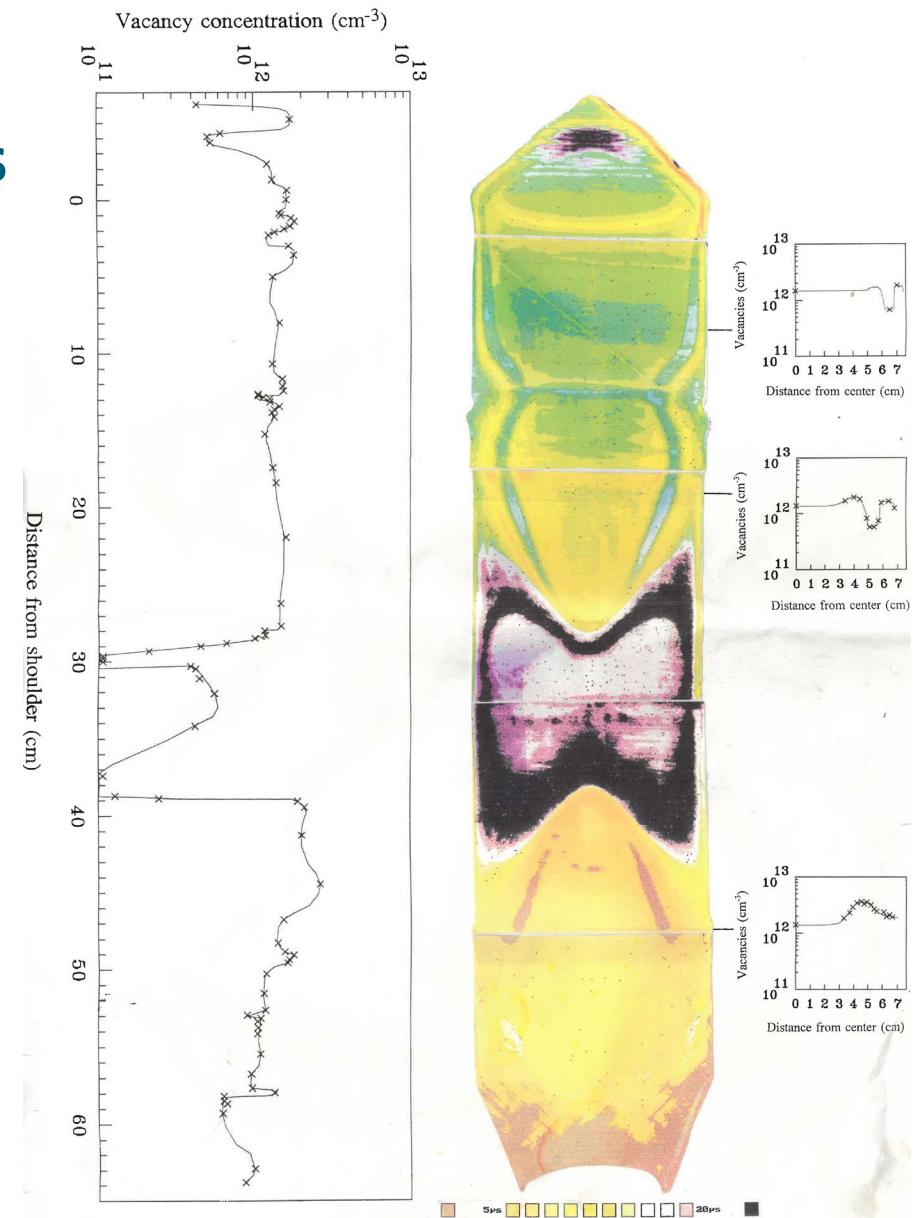 Vacancy concentration (cm-3)
10 11
10 12
10 13
s
0
10
20
30
40
50
60
Distance from shoulder (cm)
10 13
10 12
10 11
Vacancies (cm-3)
0 1 2 3 4 5 6 7
Distance from center (cm)
10 13
10 12
10 11
Vacancies (cm-3)
0 1 2 3 4 5 6 7
Distance from center (cm)
10 13
10 12
10 11
Vacancies (cm-3)
0 1 2 3 4 5 6 7
Distance from center (cm)
5µs
20µs